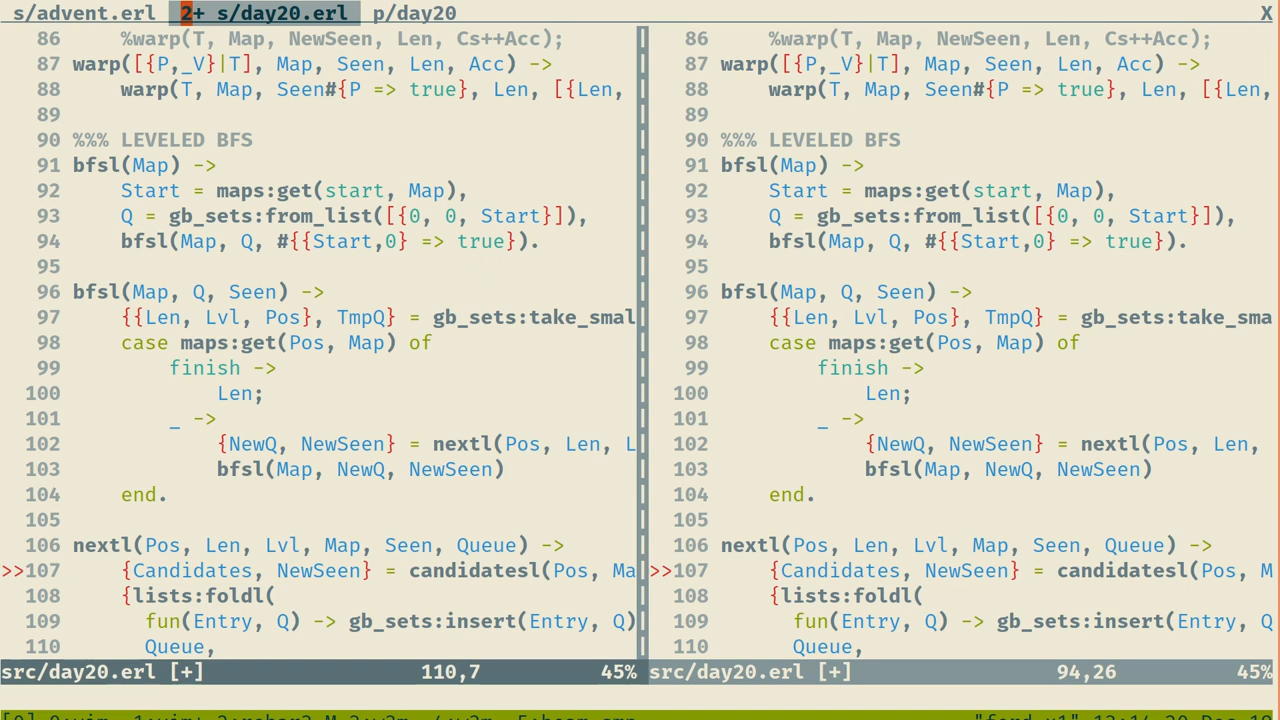 s/advent.erl 2+ s/day20.erl p/day20 X
86 %warp(T, Map, NewSeen, Len, Cs++Acc);
87 warp([{P,_V}|T], Map, Seen, Len, Acc) ->
88 warp(T, Map, Seen#{P => true}, Len, [{Len,
89
90 %%% LEVELED BFS
91 bfsl(Map) ->
92 Start = maps:get(start, Map),
93 Q = gb_sets:from_list([{0, 0, Start}]),
94 bfsl(Map, Q, #{{Start,0} => true}).
95
96 bfsl(Map, Q, Seen) ->
97 {{Len, Lvl, Pos}, TmpQ} = gb_sets:take_smal
98 case maps:get(Pos, Map) of
99 finish ->
100 Len;
101 _ ->
102 {NewQ, NewSeen} = nextl(Pos, Len, L
103 bfsl(Map, NewQ, NewSeen)
104 end.
105
106 nextl(Pos, Len, Lvl, Map, Seen, Queue) ->
>>107 {Candidates, NewSeen} = candidatesl(Pos, Ma
108 {lists:foldl(
109 fun(Entry, Q) -> gb_sets:insert(Entry, Q)
110 Queue,
src/day20.erl [+] 110,7 45%
86 %warp(T, Map, NewSeen, Len, Cs++Acc);
87 warp([{P,_V}|T], Map, Seen, Len, Acc) ->
88 warp(T, Map, Seen#{P => true}, Len, [{Len,
89
90 %%% LEVELED BFS
91 bfsl(Map) ->
92 Start = maps:get(start, Map),
93 Q = gb_sets:from_list([{0, 0, Start}]),
94 bfsl(Map, Q, #{{Start,0} => true}).
95
96 bfsl(Map, Q, Seen) ->
97 {{Len, Lvl, Pos}, TmpQ} = gb_sets:take_sma
98 case maps:get(Pos, Map) of
99 finish ->
100 Len;
101 _ ->
102 {NewQ, NewSeen} = nextl(Pos, Len,
103 bfsl(Map, NewQ, NewSeen)
104 end.
105
106 nextl(Pos, Len, Lvl, Map, Seen, Queue) ->
>>107 {Candidates, NewSeen} = candidatesl(Pos, M
108 {lists:foldl(
109 fun(Entry, Q) -> gb_sets:insert(Entry, Q
110 Queue,
src/day20.erl [+] 94,26 45%